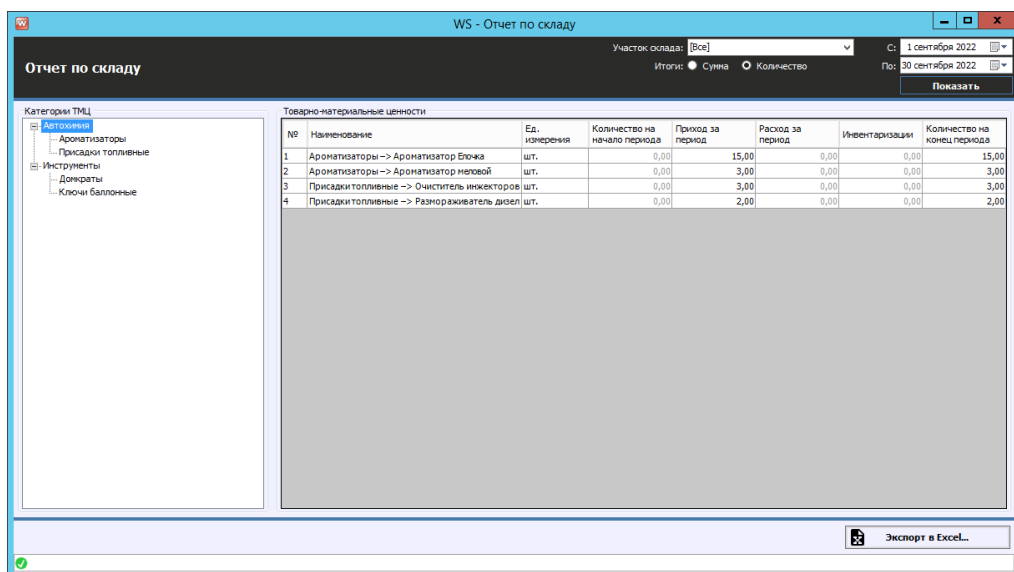 WS - Отчет по складу
Отчет по складу
Участок склада: [Все]
С: 1 сентября 2022
Итоги: Сумма Количество
По: 30 сентября 2022
Показать
Категории ТМЦ
Автохимия
Ароматизаторы
Присадки топливные
Инструменты
Домкраты
Ключи баллонные
Товарно-материальные ценности
№ Наименование Ед. измерения Количество на начало периода Приход за период Расход за период Инвентаризации Количество на конец периода
1 Ароматизаторы –> Ароматизатор Елочка шт. 0,00 15,00 0,00 0,00 15,00
2 Ароматизаторы –> Ароматизатор меловой шт. 0,00 3,00 0,00 0,00 3,00
3 Присадки топливные –> Очиститель инжекторов шт. 0,00 3,00 0,00 0,00 3,00
4 Присадки топливные –> Размораживатель дизел шт. 0,00 2,00 0,00 0,00 2,00
Экспорт в Excel...